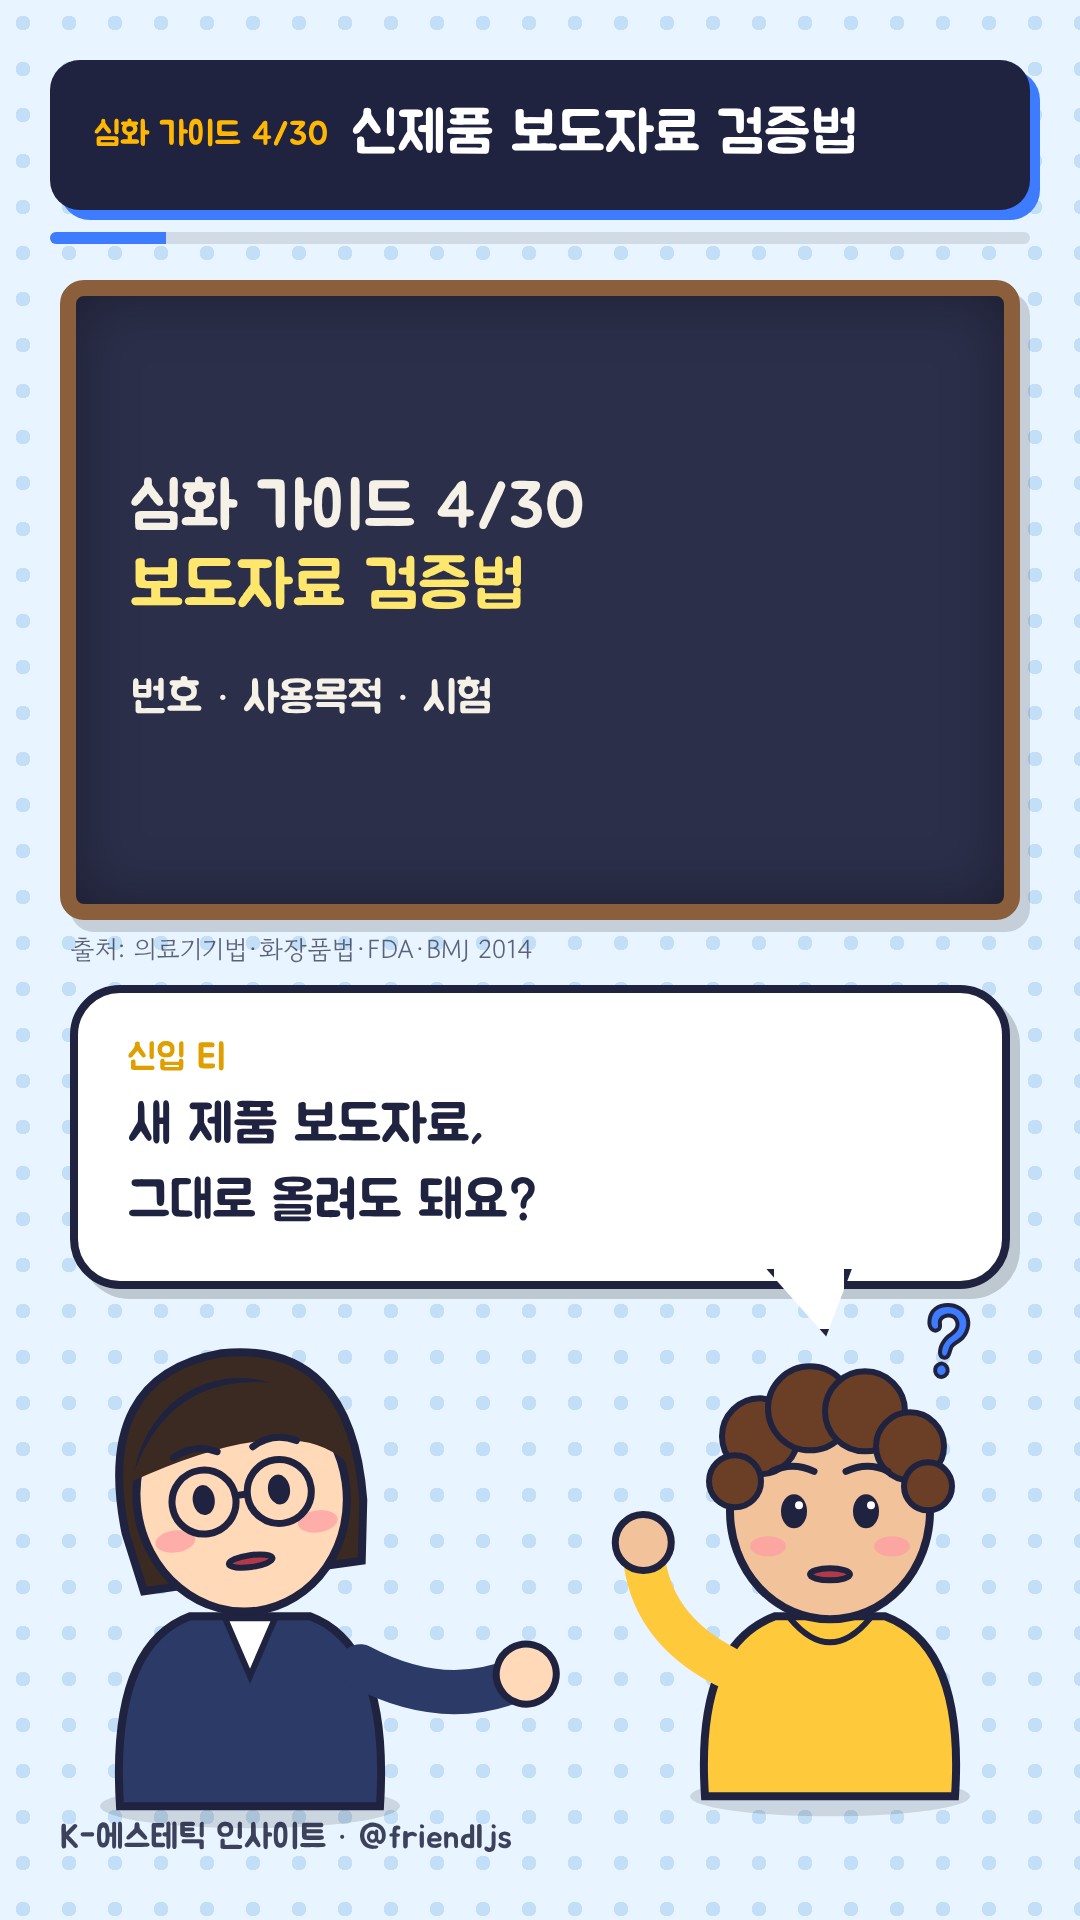 심화 가이드 4/30 신제품 보도자료 검증법
심화 가이드 4/30
보도자료 검증법
번호 · 사용목적 · 시험
출처: 의료기기법·화장품법·FDA·BMJ 2014
신입 티
새 제품 보도자료,
그대로 올려도 돼요?
?
K-에스테틱 인사이트 · @friendljs